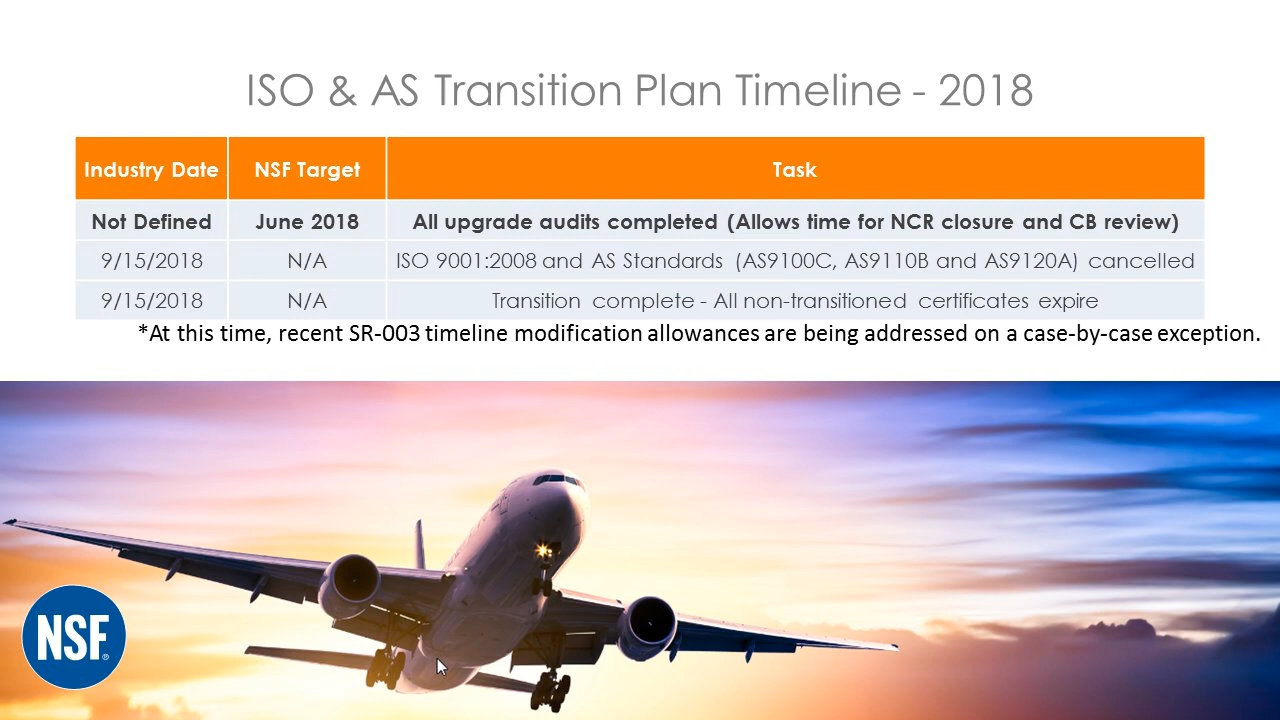 ISO & AS Transition Plan Timeline - 2018
Industry Date NSF Target Task
Not Defined June 2018 All upgrade audits completed (Allows time for NCR closure and CB review)
9/15/2018 N/A ISO 9001:2008 and AS Standards (AS9100C, AS9110B and AS9120A) cancelled
9/15/2018 N/A Transition complete - All non-transitioned certificates expire
*At this time, recent SR-003 timeline modification allowances are being addressed on a case-by-case exception.
NSF®